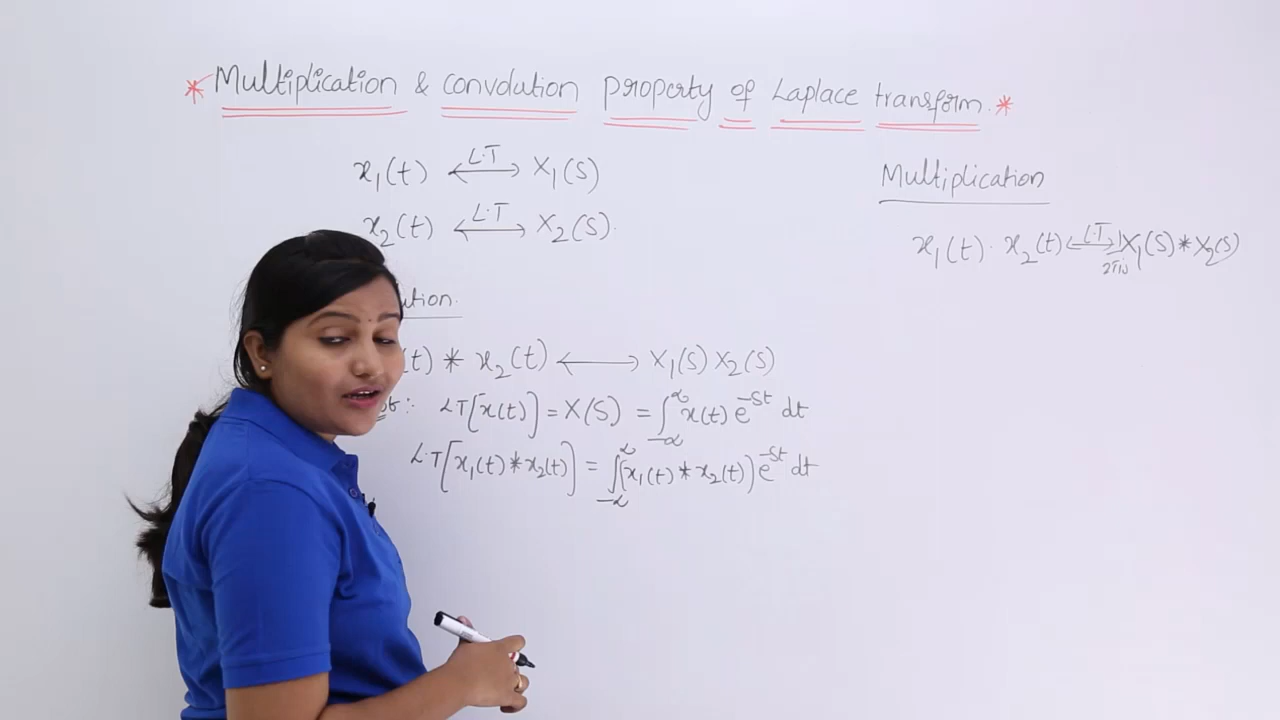 * Multiplication & convolution property of Laplace transform. *
x₁(t) ⟷ L.T X₁(S)
x₂(t) ⟷ L.T X₂(S).
ution.
(t) * x₂(t) ⟷ X₁(S) X₂(S)
:- LT[x(t)] = X(S) = ∫_{-∞}^{∞} x(t) e^{-st} dt
L.T[x₁(t) * x₂(t)] = ∫_{-∞}^{∞} (x₁(t) * x₂(t)) e^{-st} dt
Multiplication
x₁(t) . x₂(t) ⟷ L.T 1/2πj X₁(S) * X₂(S)